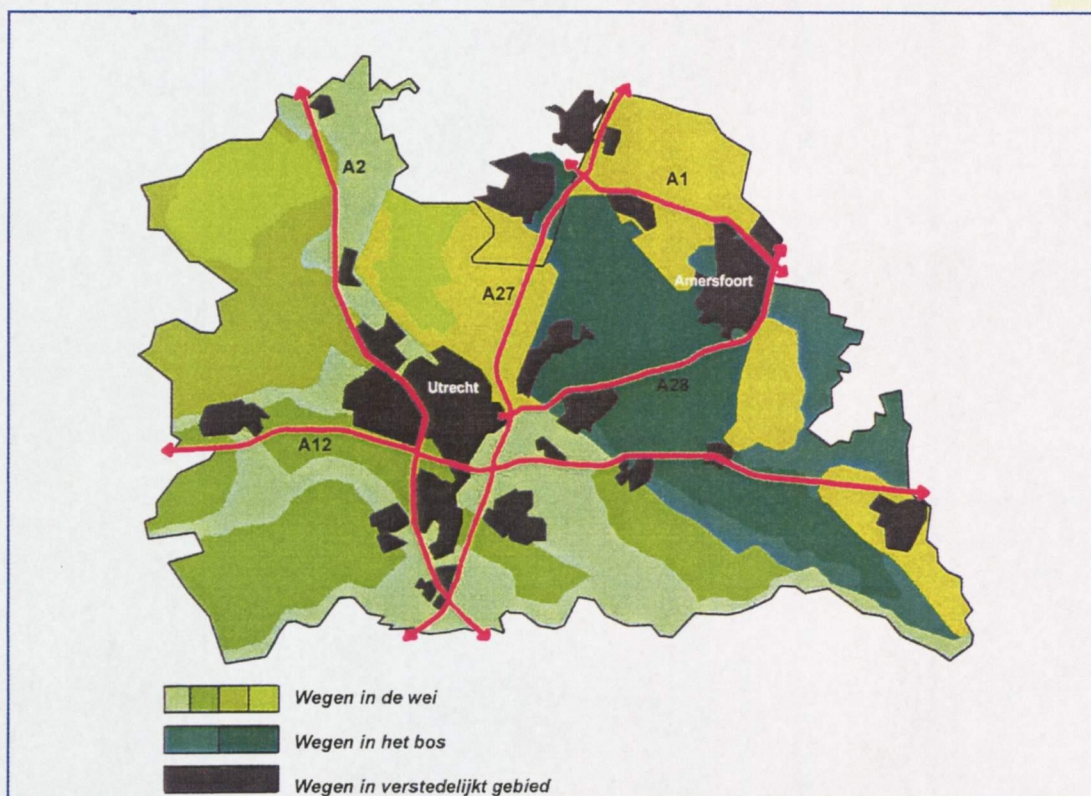 A2
A1
A27
Amersfoort
Utrecht
A28
A12
Wegen in de wei
Wegen in het bos
Wegen in verstedelijkt gebied